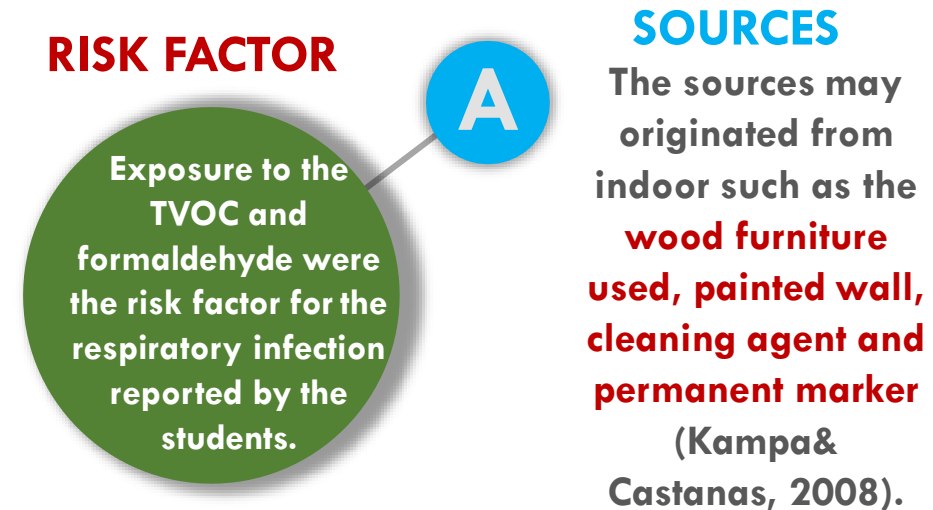 RISK FACTOR
Exposure to the
TVOC and
formaldehyde were
the risk factor for the
respiratory infection
reported by the
students.
A
SOURCES
The sources may
originated from
indoor such as the
wood furniture
used, painted wall,
cleaning agent and
permanent marker
(Kampa&
Castanas, 2008).